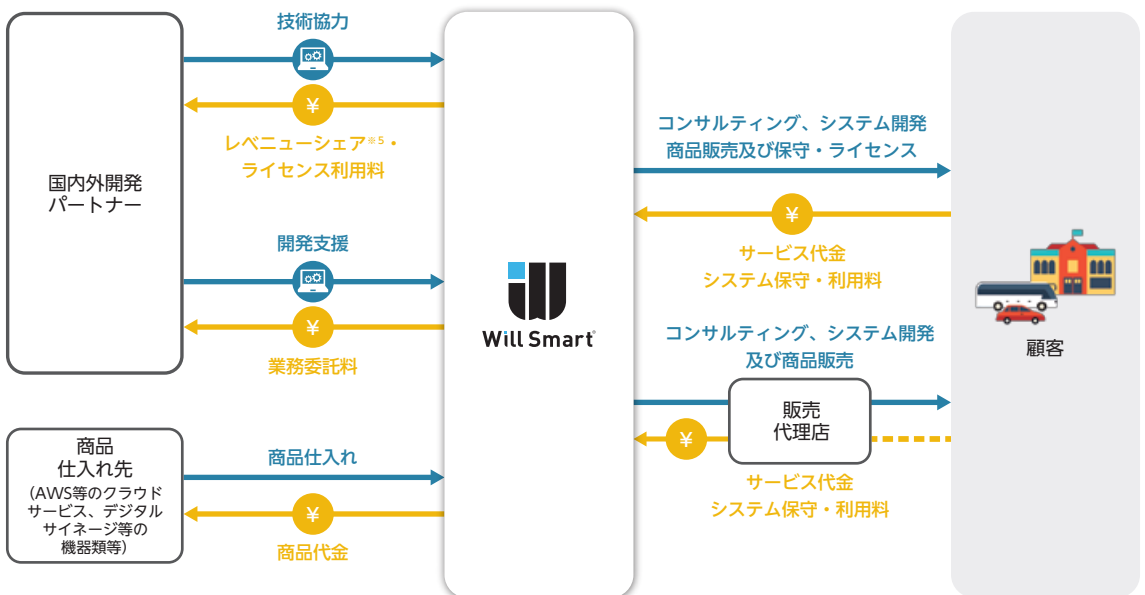 技術協力
¥
レベニューシェア※5・
ライセンス利用料
国内外開発
パートナー
開発支援
¥
業務委託料
商品
仕入れ先
(AWS等のクラウド
サービス、デジタル
サイネージ等の
機器類等)
商品仕入れ
¥
商品代金
Will Smart
コンサルティング、システム開発
商品販売及び保守・ライセンス
¥
サービス代金
システム保守・利用料
コンサルティング、システム開発
及び商品販売
販売
代理店
¥
サービス代金
システム保守・利用料
顧客